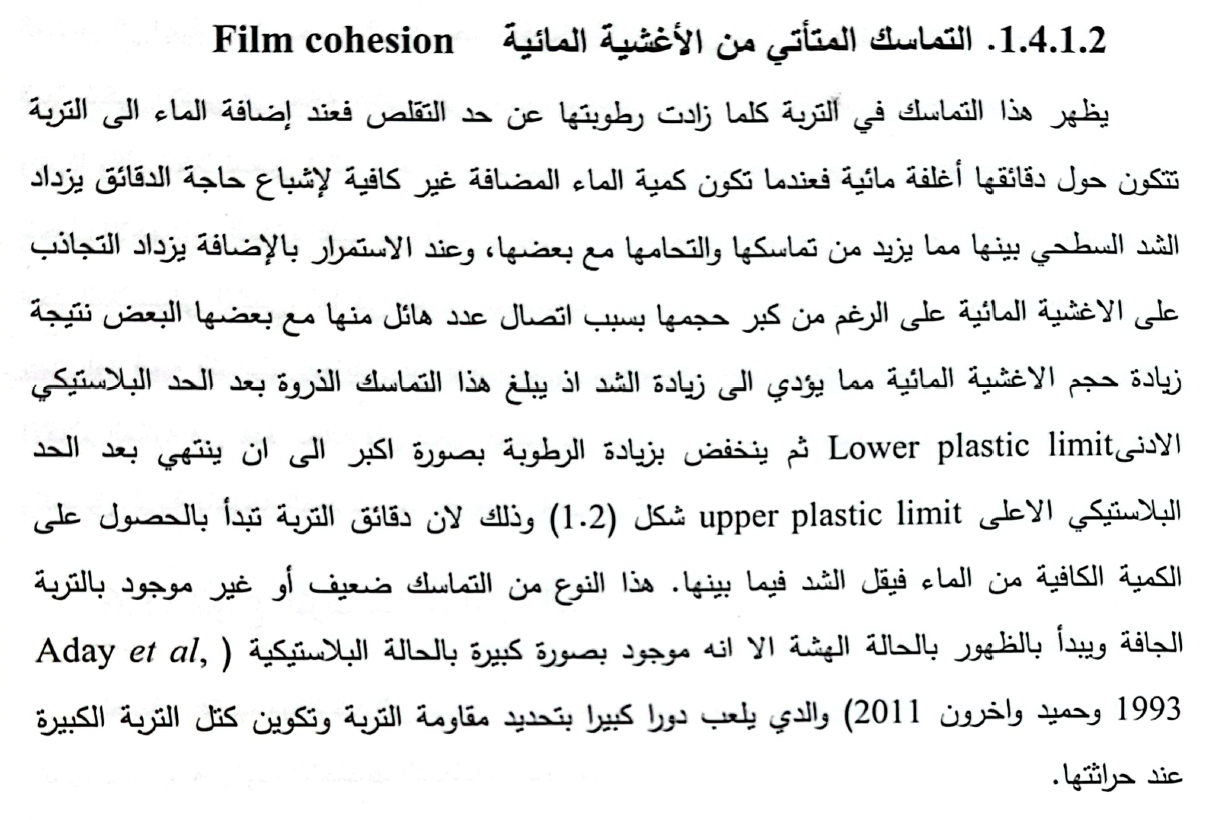 1.4.1.2. التماسك المتأتي من الأغشية المائية Film cohesion
يظهر هذا التماسك في التربة كلما زادت رطوبتها عن حد التقلص فعند إضافة الماء الى التربة
تتكون حول دقائقها أغلفة مائية فعندما تكون كمية الماء المضافة غير كافية لإشباع حاجة الدقائق يزداد
الشد السطحي بينها مما يزيد من تماسكها والتحامها مع بعضها، وعند الاستمرار بالإضافة يزداد التجاذب
على الاغشية المائية على الرغم من كبر حجمها بسبب اتصال عدد هائل منها مع بعضها البعض نتيجة
زيادة حجم الاغشية المائية مما يؤدي الى زيادة الشد اذ يبلغ هذا التماسك الذروة بعد الحد البلاستيكي
الادنىLower plastic limit ثم ينخفض بزيادة الرطوبة بصورة اكبر الى ان ينتهي بعد الحد
البلاستيكي الاعلى upper plastic limit شكل (1.2) وذلك لان دقائق التربة تبدأ بالحصول على
الكمية الكافية من الماء فيقل الشد فيما بينها. هذا النوع من التماسك ضعيف أو غير موجود بالتربة
الجافة ويبدأ بالظهور بالحالة الهشة الا انه موجود بصورة كبيرة بالحالة البلاستيكية ( Aday et al,
1993 وحميد واخرون 2011) والدي يلعب دورا كبيرا بتحديد مقاومة التربة وتكوين كتل التربة الكبيرة
عند حراثتها.